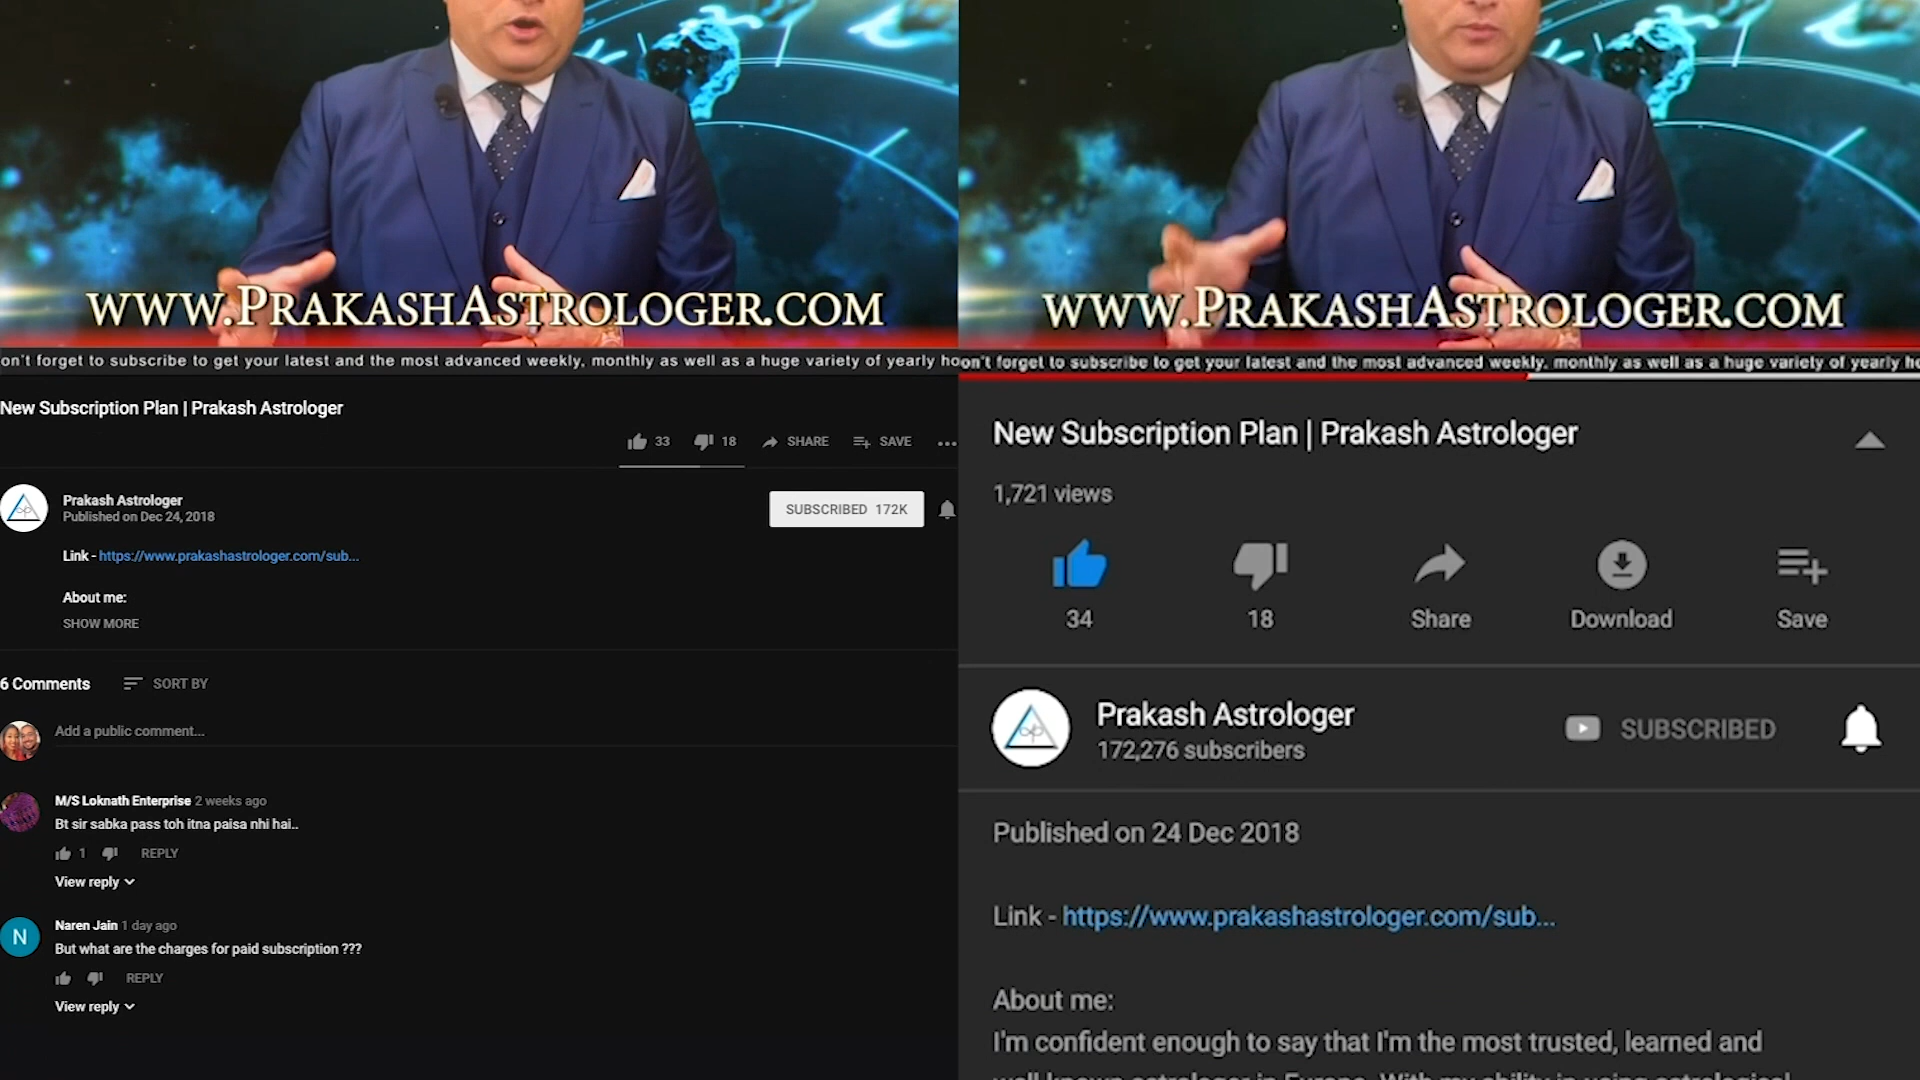 www.PrakashAstrologer.com
on't forget to subscribe to get your latest and the most advanced weekly, monthly as well as a huge variety of yearly ho
New Subscription Plan | Prakash Astrologer
33 18 SHARE SAVE
Prakash Astrologer
Published on Dec 24, 2018
SUBSCRIBED 172K
Link - https://www.prakashastrologer.com/sub...
About me:
SHOW MORE
6 Comments SORT BY
Add a public comment...
M/S Loknath Enterprise 2 weeks ago
Bt sir sabka pass toh itna paisa nhi hai..
1 REPLY
View reply
N
Naren Jain 1 day ago
But what are the charges for paid subscription ???
REPLY
View reply
www.PrakashAstrologer.com
on't forget to subscribe to get your latest and the most advanced weekly, monthly as well as a huge variety of yearly ho
New Subscription Plan | Prakash Astrologer
1,721 views
34 18 Share Download Save
Prakash Astrologer
172,276 subscribers
SUBSCRIBED
Published on 24 Dec 2018
Link - https://www.prakashastrologer.com/sub...
About me:
I'm confident enough to say that I'm the most trusted, learned and